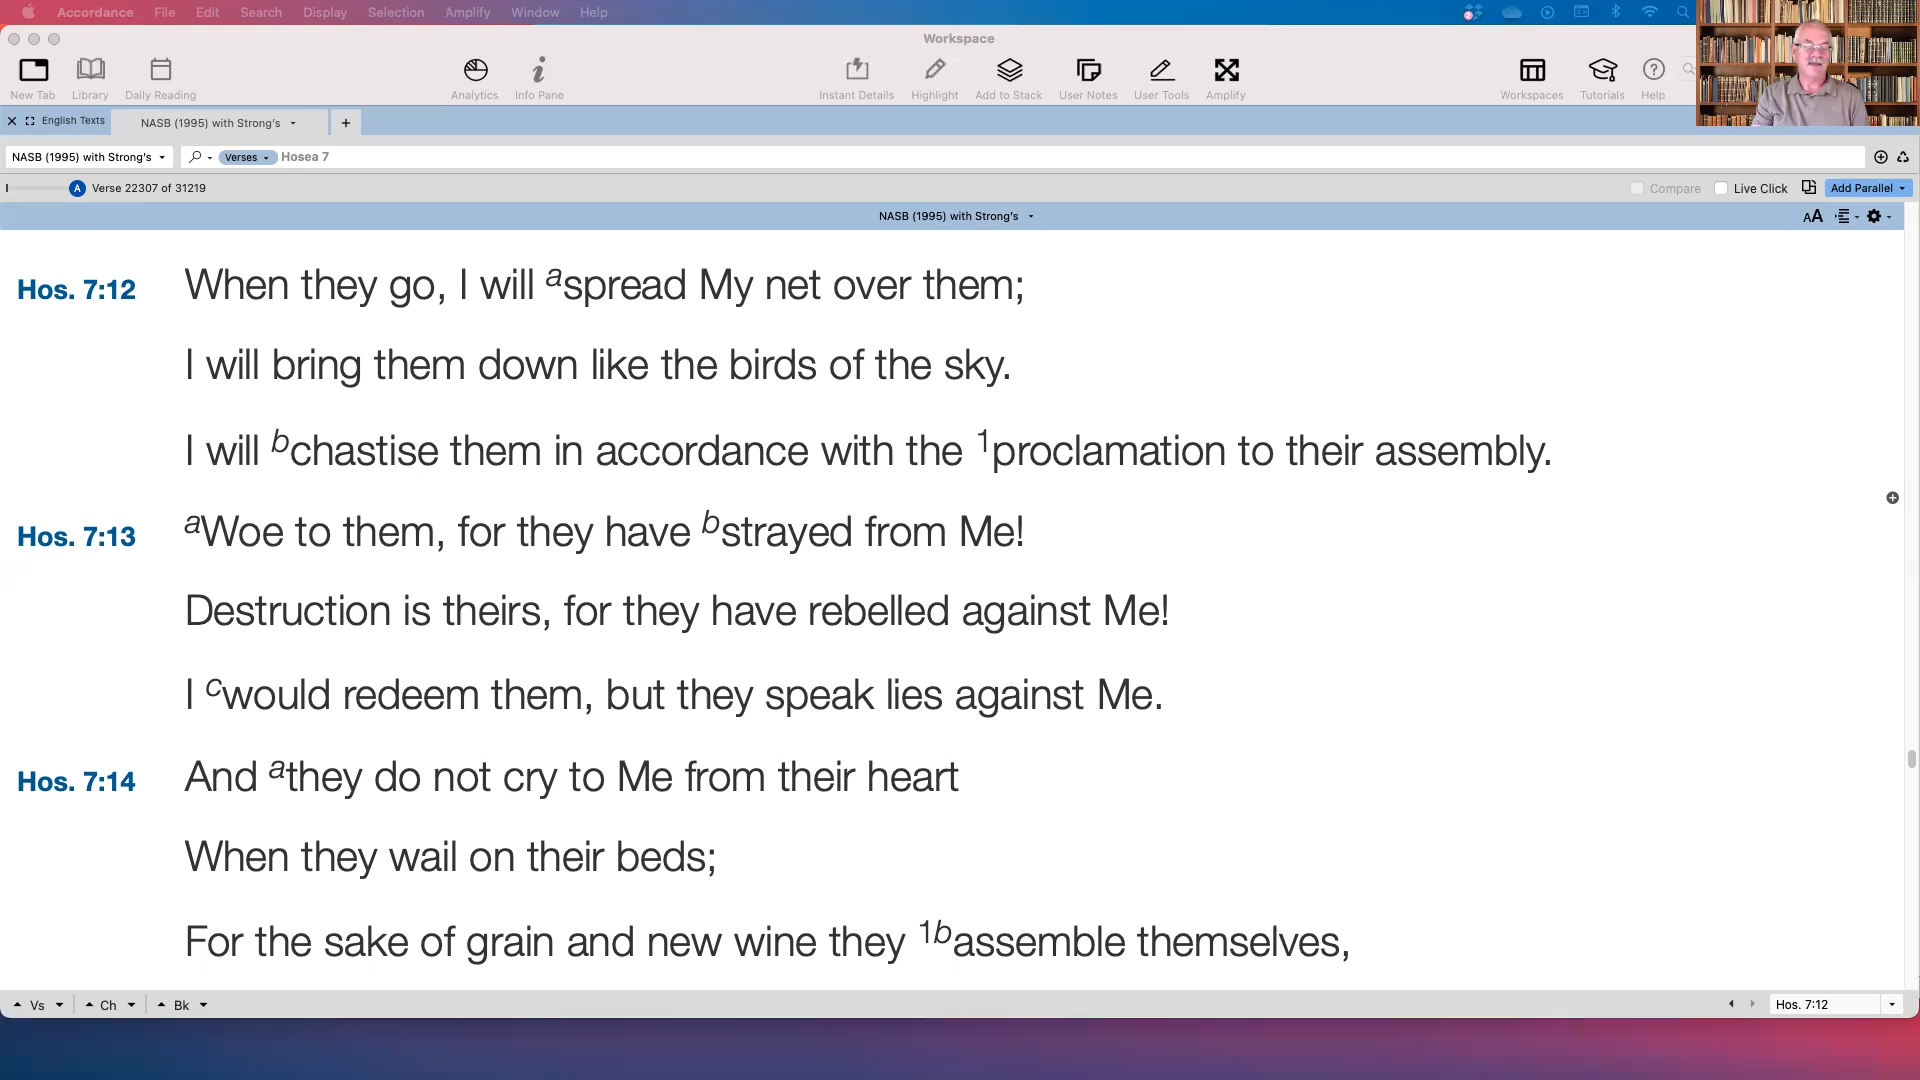 Accordance File Edit Search Display Selection Amplify Window Help
Workspace
New Tab Library Daily Reading Analytics Info Pane Instant Details Highlight Add to Stack User Notes User Tools Amplify Workspaces Tutorials Help
English Texts NASB (1995) with Strong's +
NASB (1995) with Strong's Verses Hosea 7
A Verse 22307 of 31219 Compare Live Click Add Parallel
NASB (1995) with Strong's AA
Hos. 7:12 When they go, I will aspread My net over them;
I will bring them down like the birds of the sky.
I will bchastise them in accordance with the 1proclamation to their assembly.
Hos. 7:13 aWoe to them, for they have bstrayed from Me!
Destruction is theirs, for they have rebelled against Me!
I cwould redeem them, but they speak lies against Me.
Hos. 7:14 And athey do not cry to Me from their heart
When they wail on their beds;
For the sake of grain and new wine they 1bassemble themselves,
Vs Ch Bk Hos. 7:12